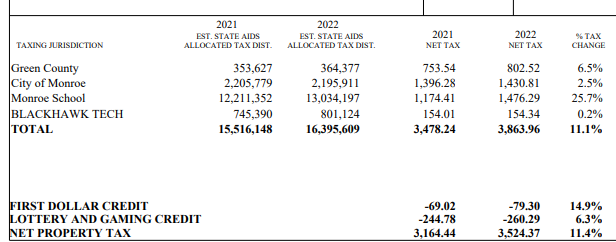 2021 2022
EST. STATE AIDS EST. STATE AIDS 2021 2022 % TAX
TAXING JURISDICTION ALLOCATED TAX DIST. ALLOCATED TAX DIST. NET TAX NET TAX CHANGE
Green County 353,627 364,377 753.54 802.52 6.5%
City of Monroe 2,205,779 2,195,911 1,396.28 1,430.81 2.5%
Monroe School 12,211,352 13,034,197 1,174.41 1,476.29 25.7%
BLACKHAWK TECH 745,390 801,124 154.01 154.34 0.2%
TOTAL 15,516,148 16,395,609 3,478.24 3,863.96 11.1%
FIRST DOLLAR CREDIT -69.02 -79.30 14.9%
LOTTERY AND GAMING CREDIT -244.78 -260.29 6.3%
NET PROPERTY TAX 3,164.44 3,524.37 11.4%